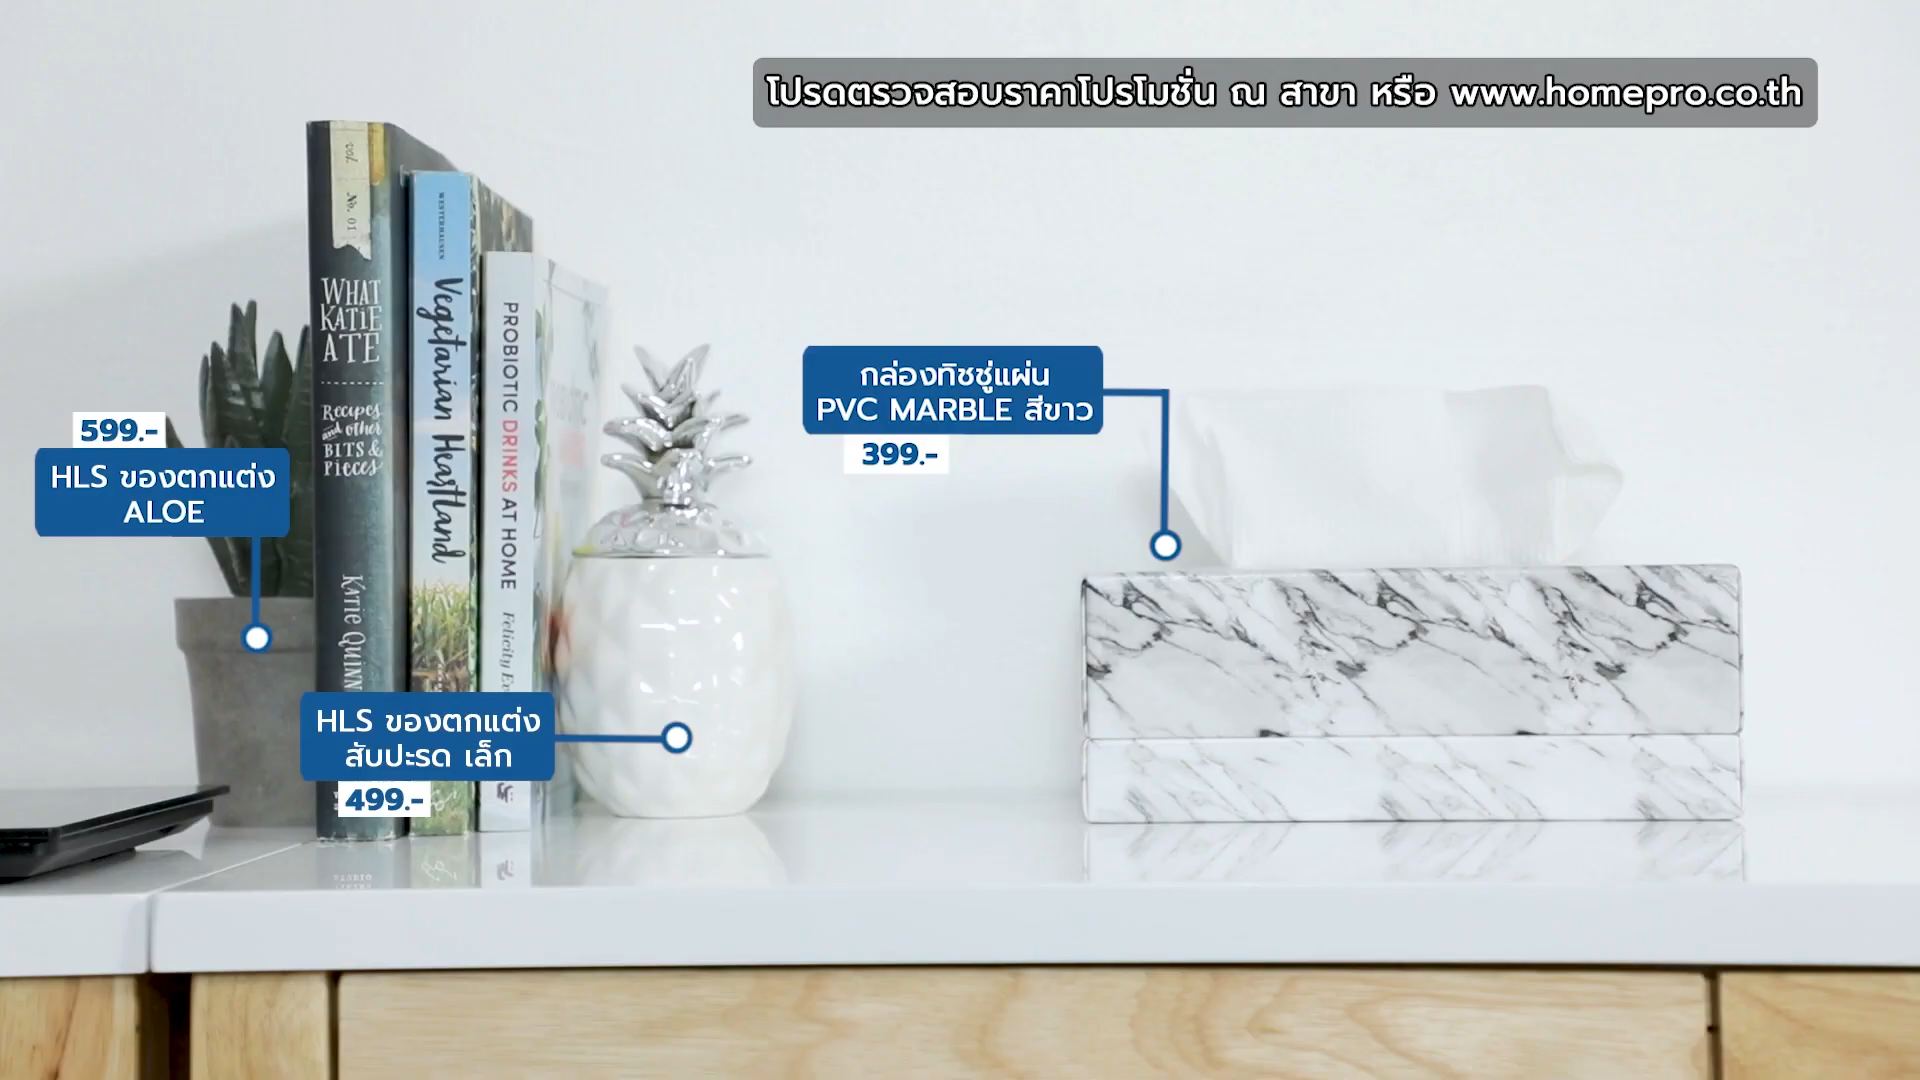 โปรดตรวจสอบราคาโปรโมชั่น ณ สาขา หรือ www.homepro.co.th
vol. No. 01
WHAT
KATIE
ATE
Recipes
and other
BITS &
PIECES
KATIE QUINN
WESTERHAUSEN
Vegetarian Heartland
PROBIOTIC DRINKS AT HOME
Felicity
599.-
HLS ของตกแต่ง
ALOE
HLS ของตกแต่ง
สับปะรด เล็ก
499.-
กล่องทิชชู่แผ่น
PVC MARBLE สีขาว
399.-